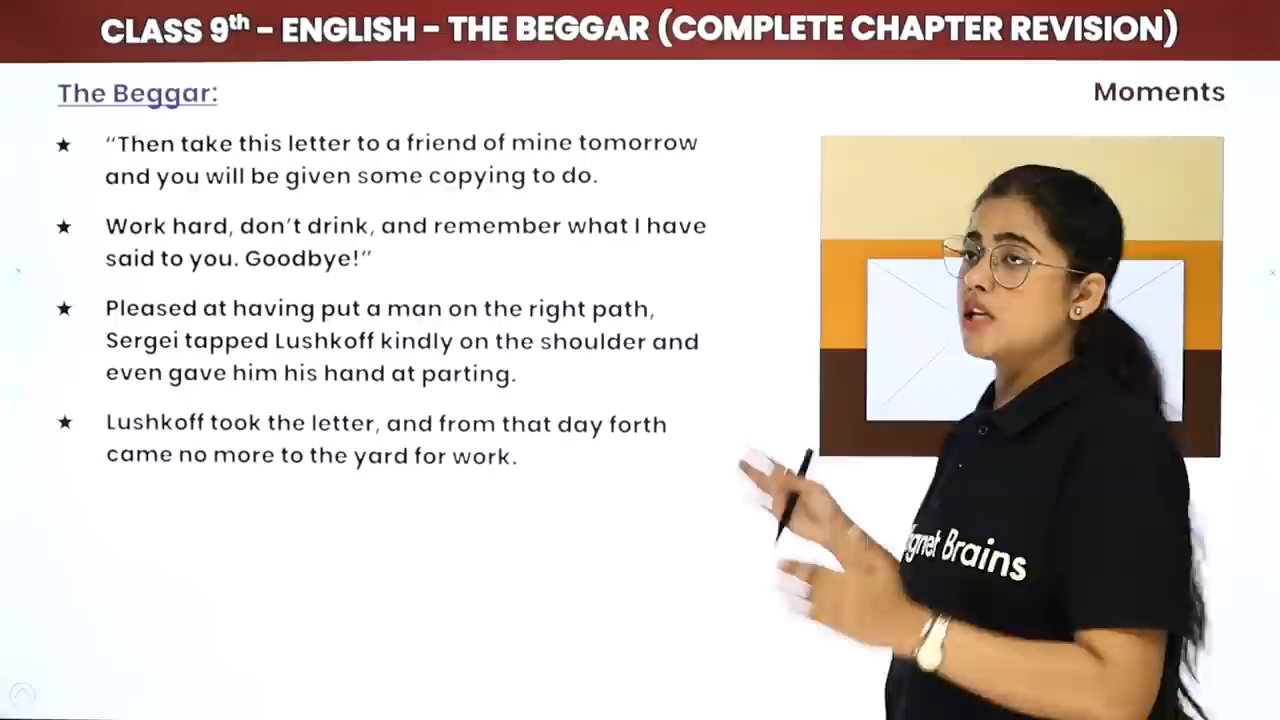 CLASS 9th – ENGLISH – THE BEGGAR (COMPLETE CHAPTER REVISION)
The Beggar:
Moments
★ “Then take this letter to a friend of mine tomorrow
and you will be given some copying to do.
★ Work hard, don’t drink, and remember what I have
said to you. Goodbye!”
★ Pleased at having put a man on the right path,
Sergei tapped Lushkoff kindly on the shoulder and
even gave him his hand at parting.
★ Lushkoff took the letter, and from that day forth
came no more to the yard for work.
Brains